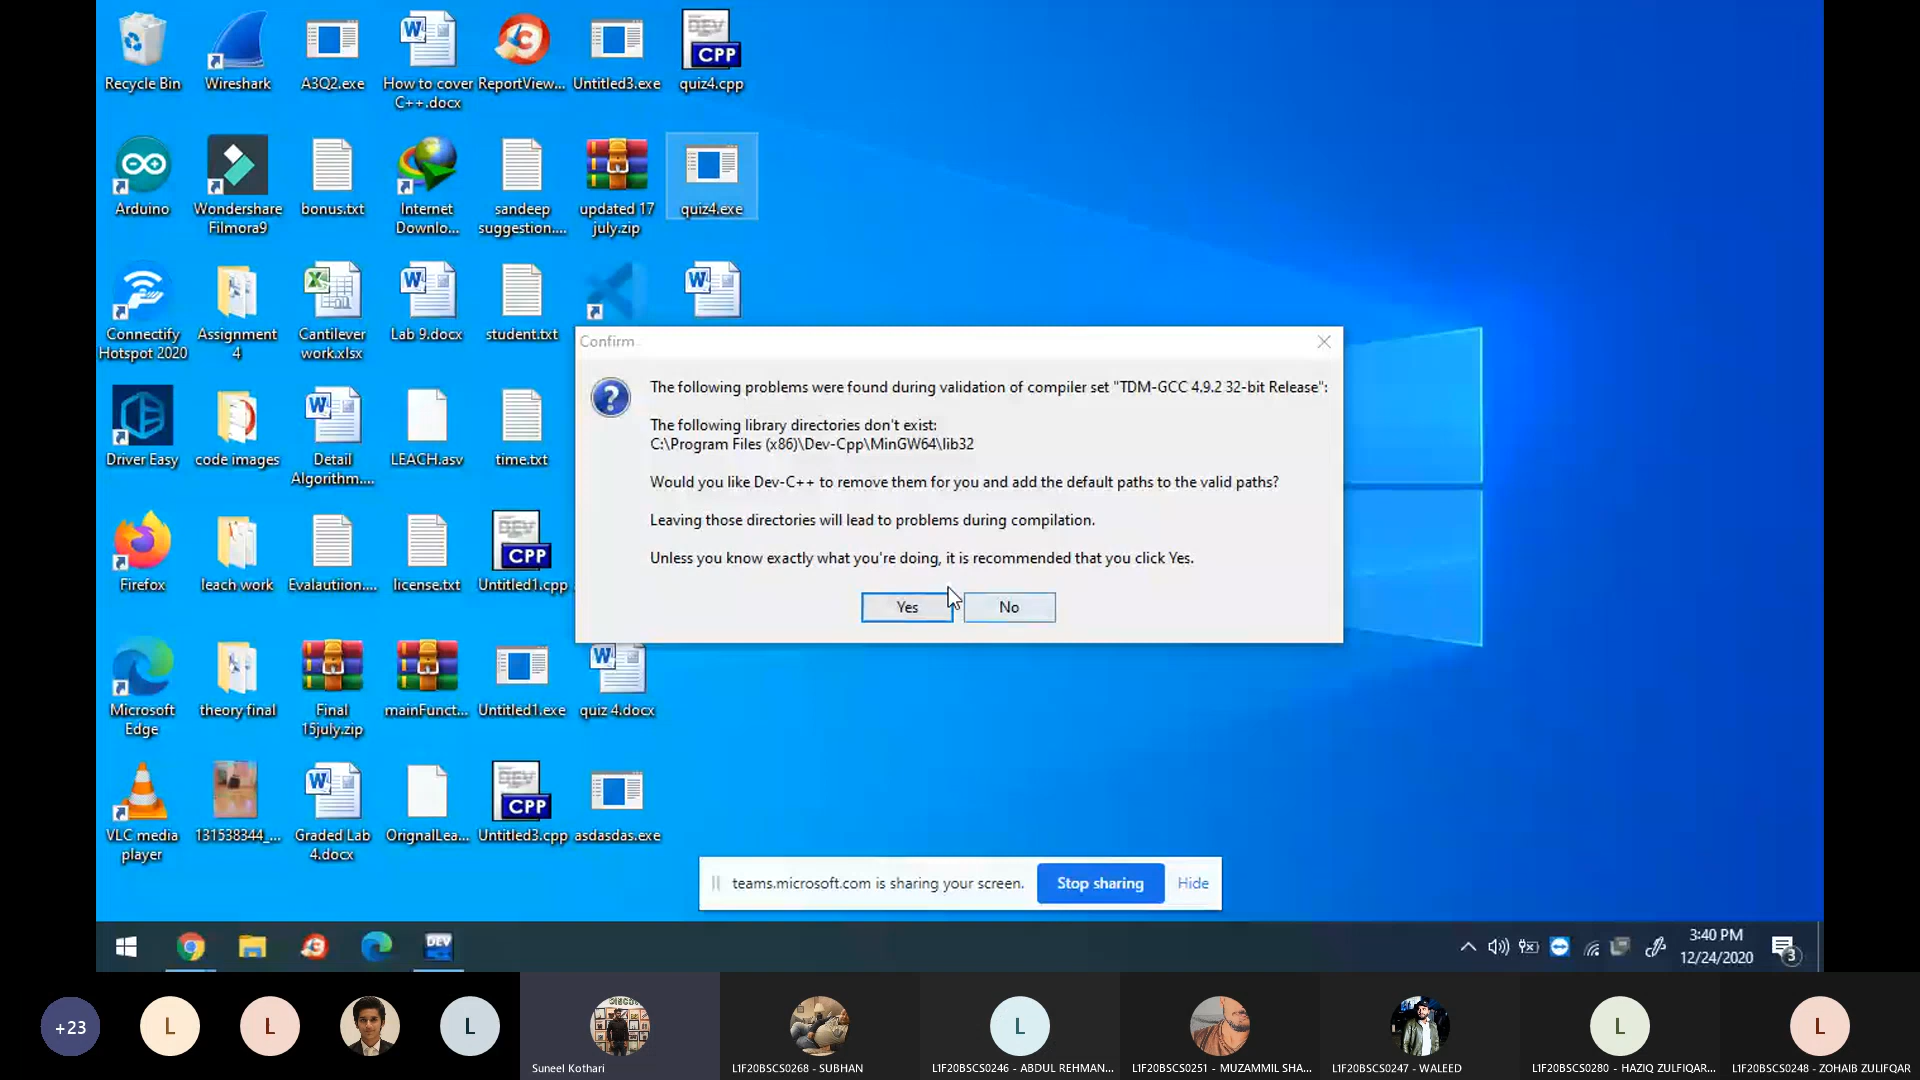 Recycle Bin
Wireshark
A3Q2.exe
How to cover
C++.docx
ReportView...
Untitled3.exe
DEV
CPP
quiz4.cpp
Arduino
Wondershare
Filmora9
bonus.txt
Internet
Downlo...
sandeep
suggestion....
updated 17
july.zip
quiz4.exe
Connectify
Hotspot 2020
Assignment
4
Cantilever
work.xlsx
Lab 9.docx
student.txt
Confirm
The following problems were found during validation of compiler set "TDM-GCC 4.9.2 32-bit Release":
The following library directories don't exist:
C:\Program Files (x86)\Dev-Cpp\MinGW64\lib32
Would you like Dev-C++ to remove them for you and add the default paths to the valid paths?
Leaving those directories will lead to problems during compilation.
Unless you know exactly what you're doing, it is recommended that you click Yes.
Yes
No
Driver Easy
code images
Detail
Algorithm....
LEACH.asv
time.txt
Firefox
leach work
Evalautiion....
license.txt
DEV
CPP
Untitled1.cpp
Microsoft
Edge
theory final
Final
15july.zip
mainFunct...
Untitled1.exe
quiz 4.docx
VLC media
player
131538344_...
Graded Lab
4.docx
OrignalLea...
DEV
CPP
Untitled3.cpp
asdasdas.exe
teams.microsoft.com is sharing your screen.
Stop sharing
Hide
DEV
3:40 PM
12/24/2020
3
+23
L
L
L
Suneel Kothari
L1F20BSCS0268 - SUBHAN
L
L1F20BSCS0246 - ABDUL REHMAN...
L1F20BSCS0251 - MUZAMMIL SHA...
L1F20BSCS0247 - WALEED
L
L1F20BSCS0280 - HAZIQ ZULFIQAR...
L
L1F20BSCS0248 - ZOHAIB ZULIFQAR